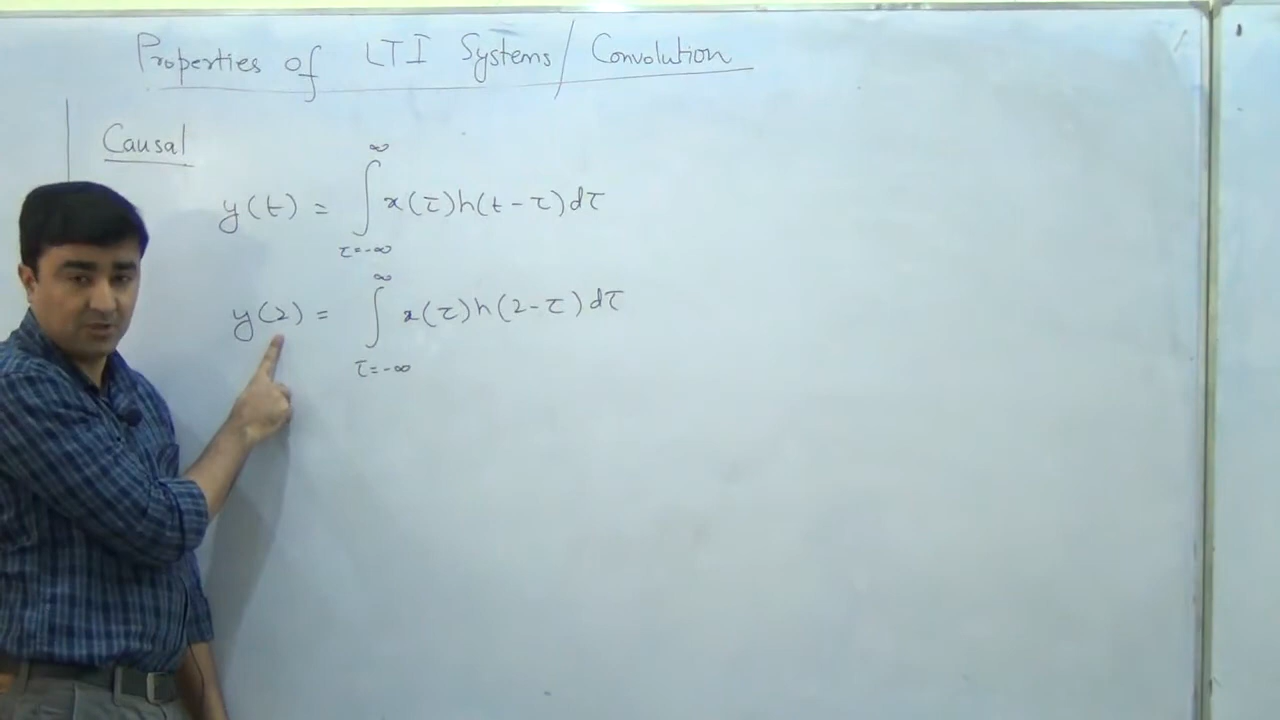 Properties of LTI Systems/Convolution
Causal
y(t) = ∫_{τ=-∞}^{∞} x(τ)h(t-τ)dτ
y(2) = ∫_{τ=-∞}^{∞} x(τ)h(2-τ)dτ